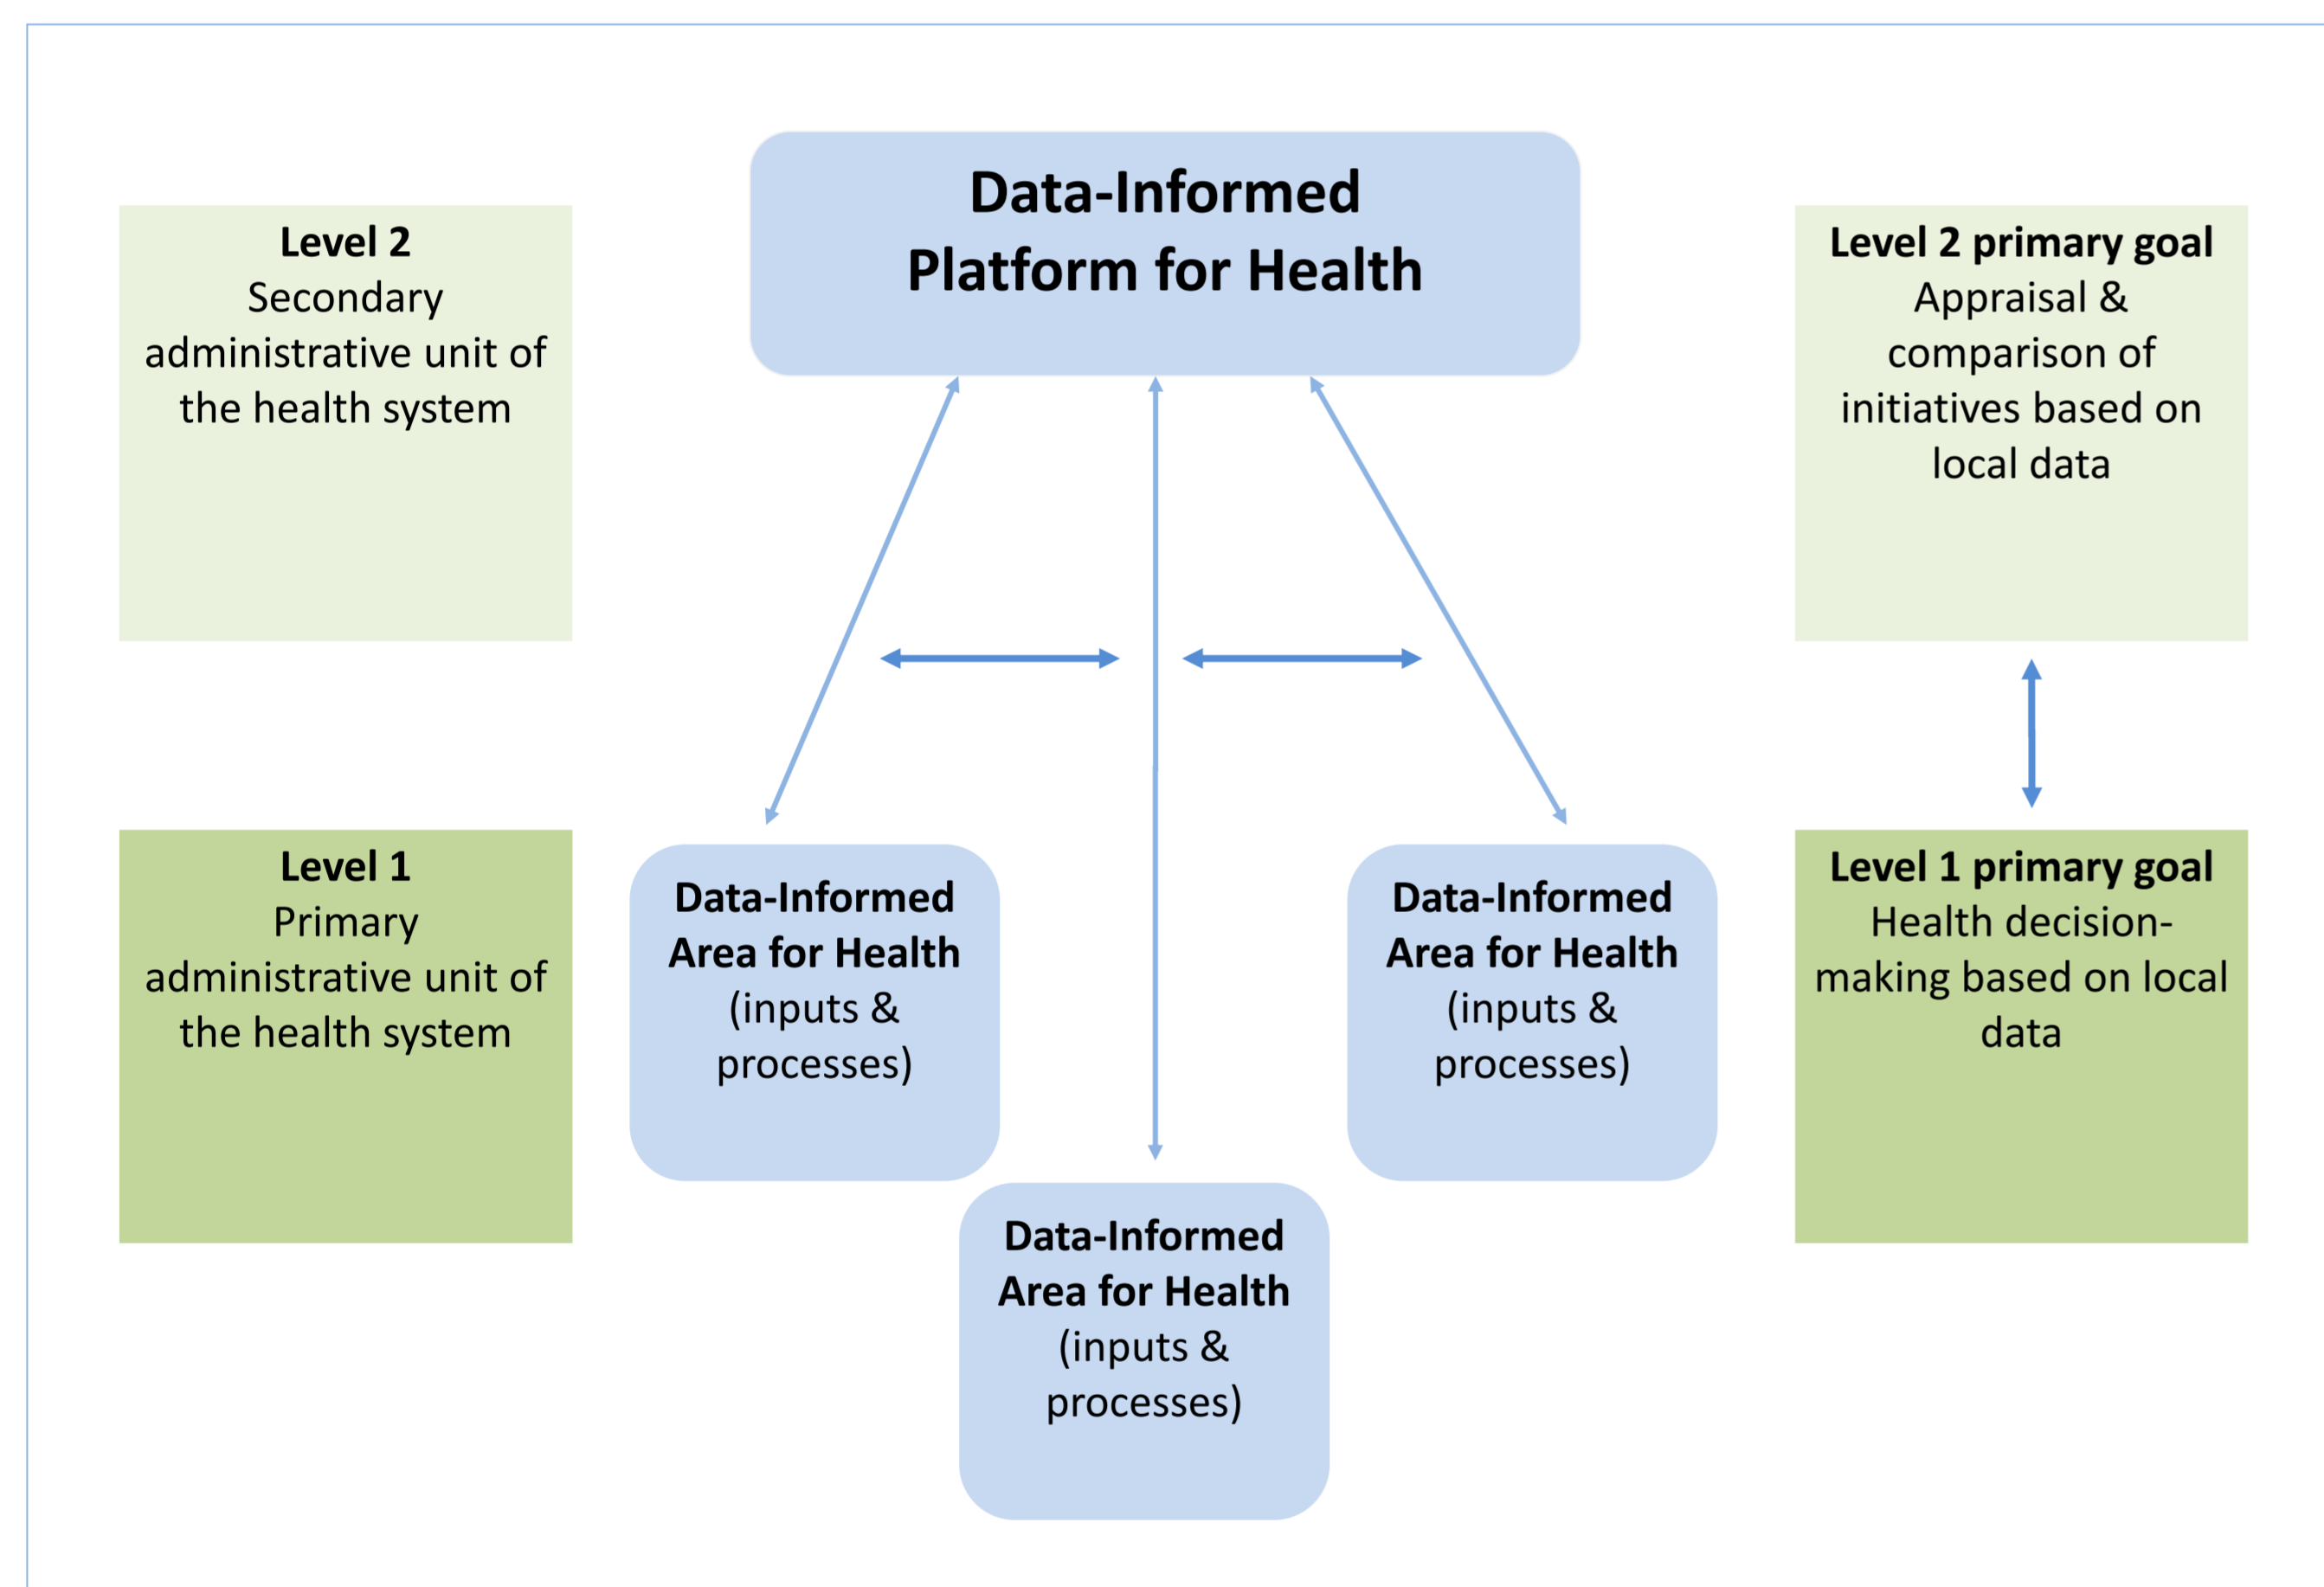 Data-Informed
Platform for Health
Level 2
Secondary
administrative unit of
the health system
Level 2 primary goal
Appraisal &
comparison of
initiatives based on
local data
Level 1
Primary
administrative unit of
the health system
Data-Informed
Area for Health
(inputs &
processes)
Data-Informed
Area for Health
(inputs &
processes)
Level 1 primary goal
Health decision-
making based on local
data
Data-Informed
Area for Health
(inputs &
processes)